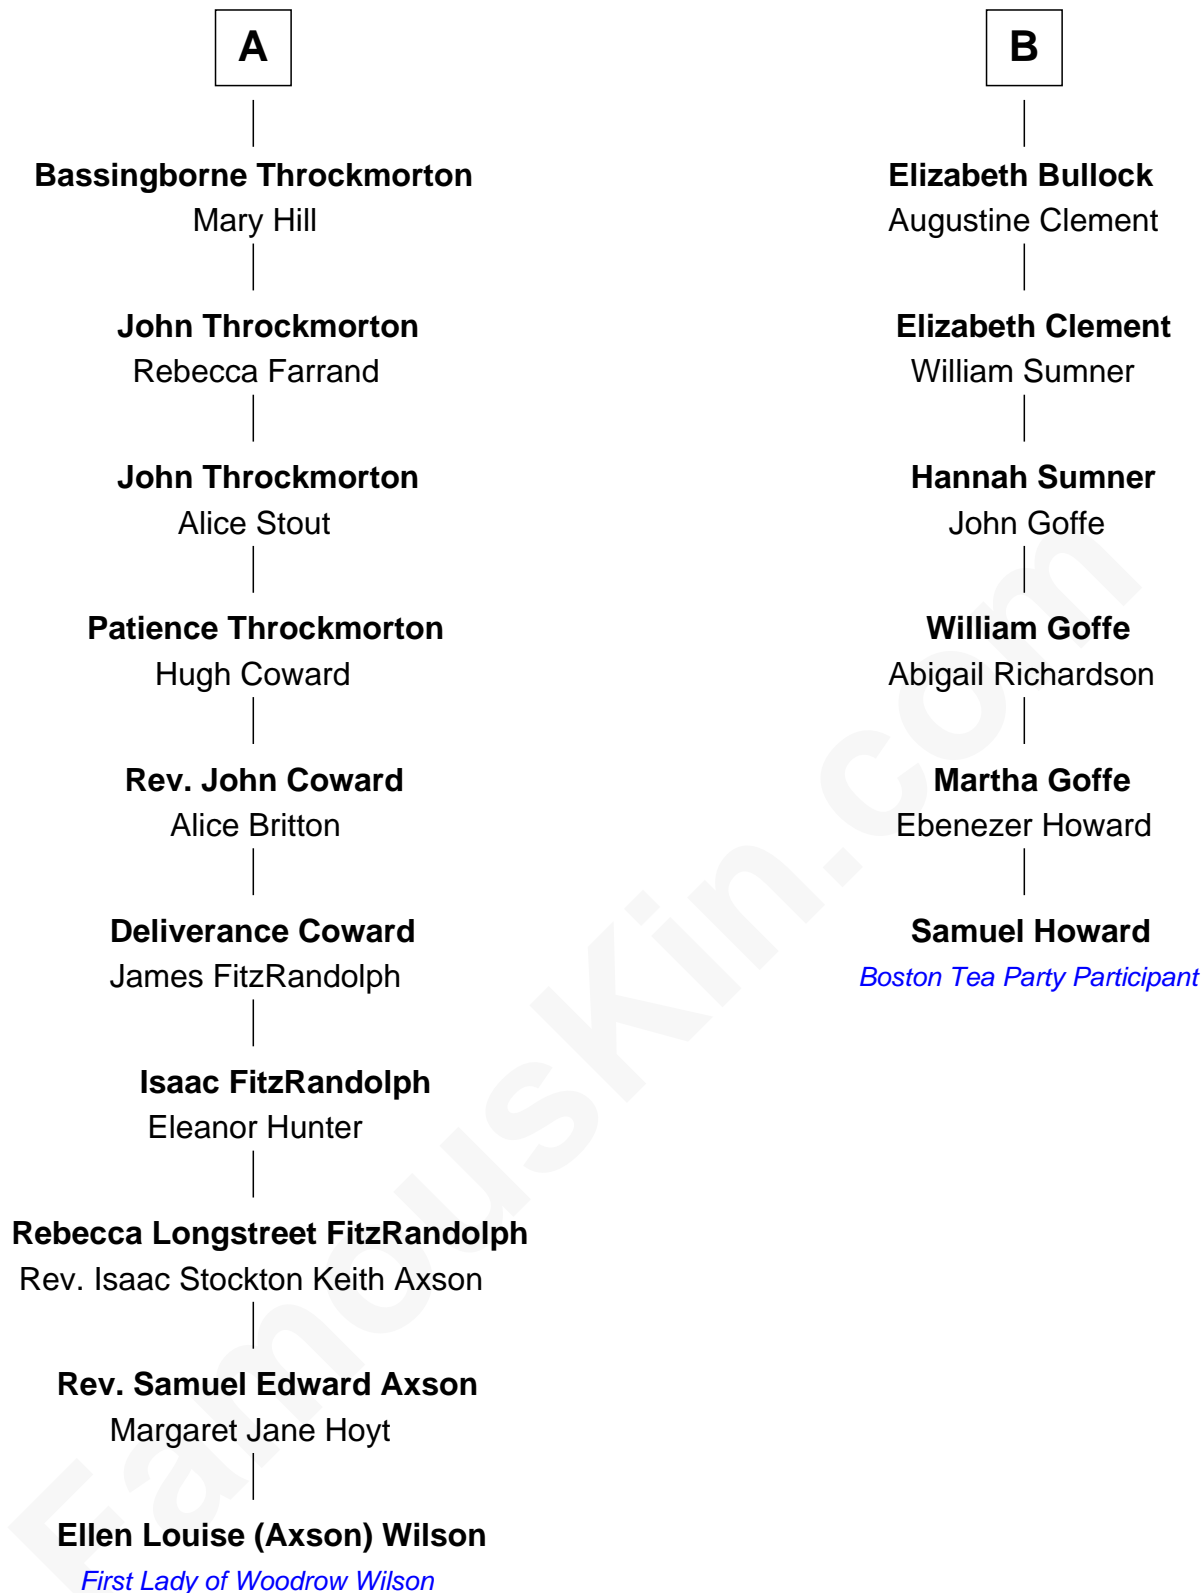 A
Bassingborne Throckmorton
Mary Hill
John Throckmorton
Rebecca Farrand
John Throckmorton
Alice Stout
Patience Throckmorton
Hugh Coward
Rev. John Coward
Alice Britton
Deliverance Coward
James FitzRandolph
Isaac FitzRandolph
Eleanor Hunter
Rebecca Longstreet FitzRandolph
Rev. Isaac Stockton Keith Axson
Rev. Samuel Edward Axson
Margaret Jane Hoyt
Ellen Louise (Axson) Wilson
First Lady of Woodrow Wilson
B
Elizabeth Bullock
Augustine Clement
Elizabeth Clement
William Sumner
Hannah Sumner
John Goffe
William Goffe
Abigail Richardson
Martha Goffe
Ebenezer Howard
Samuel Howard
Boston Tea Party Participant
FamousKin.com